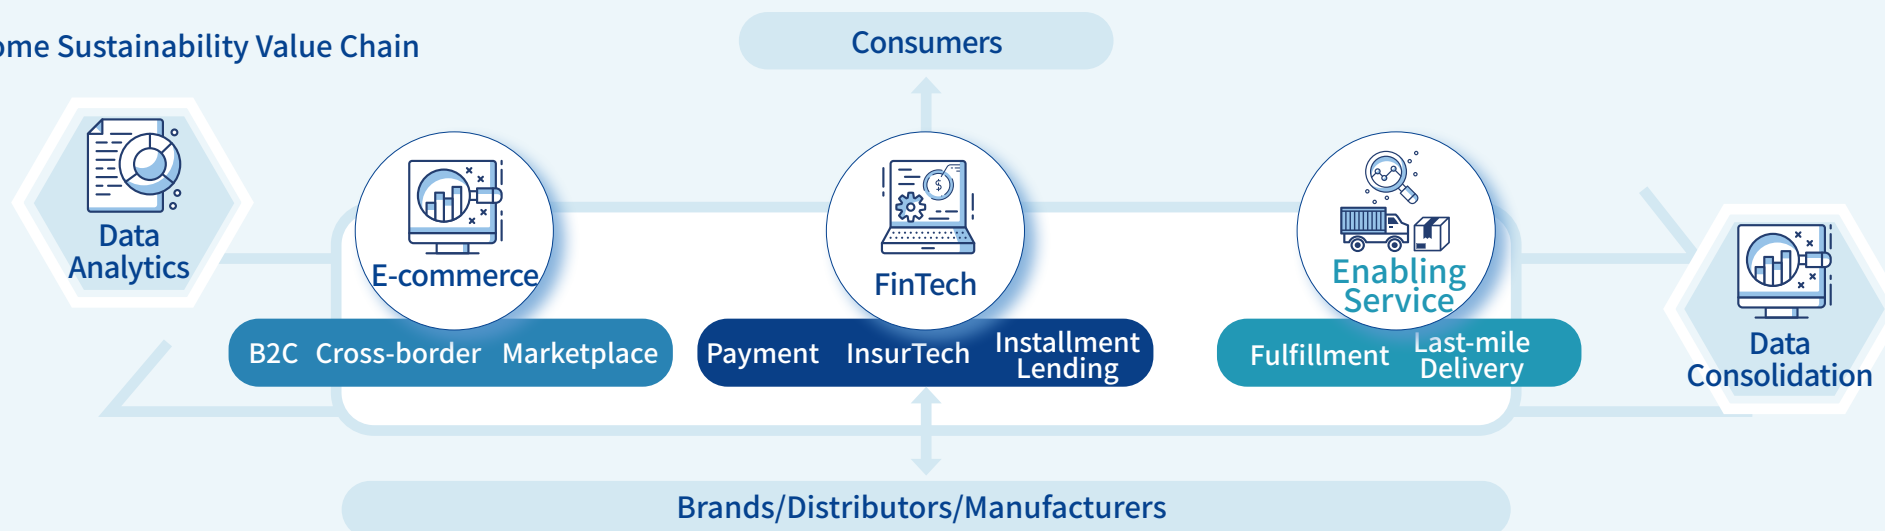 Sustainability Value Chain
Consumers
Data
Analytics
E-commerce
$
FinTech
Enabling
Service
B2C Cross-border Marketplace
Payment InsurTech Installment
Lending
Fulfillment Last-mile
Delivery
Data
Consolidation
Brands/Distributors/Manufacturers